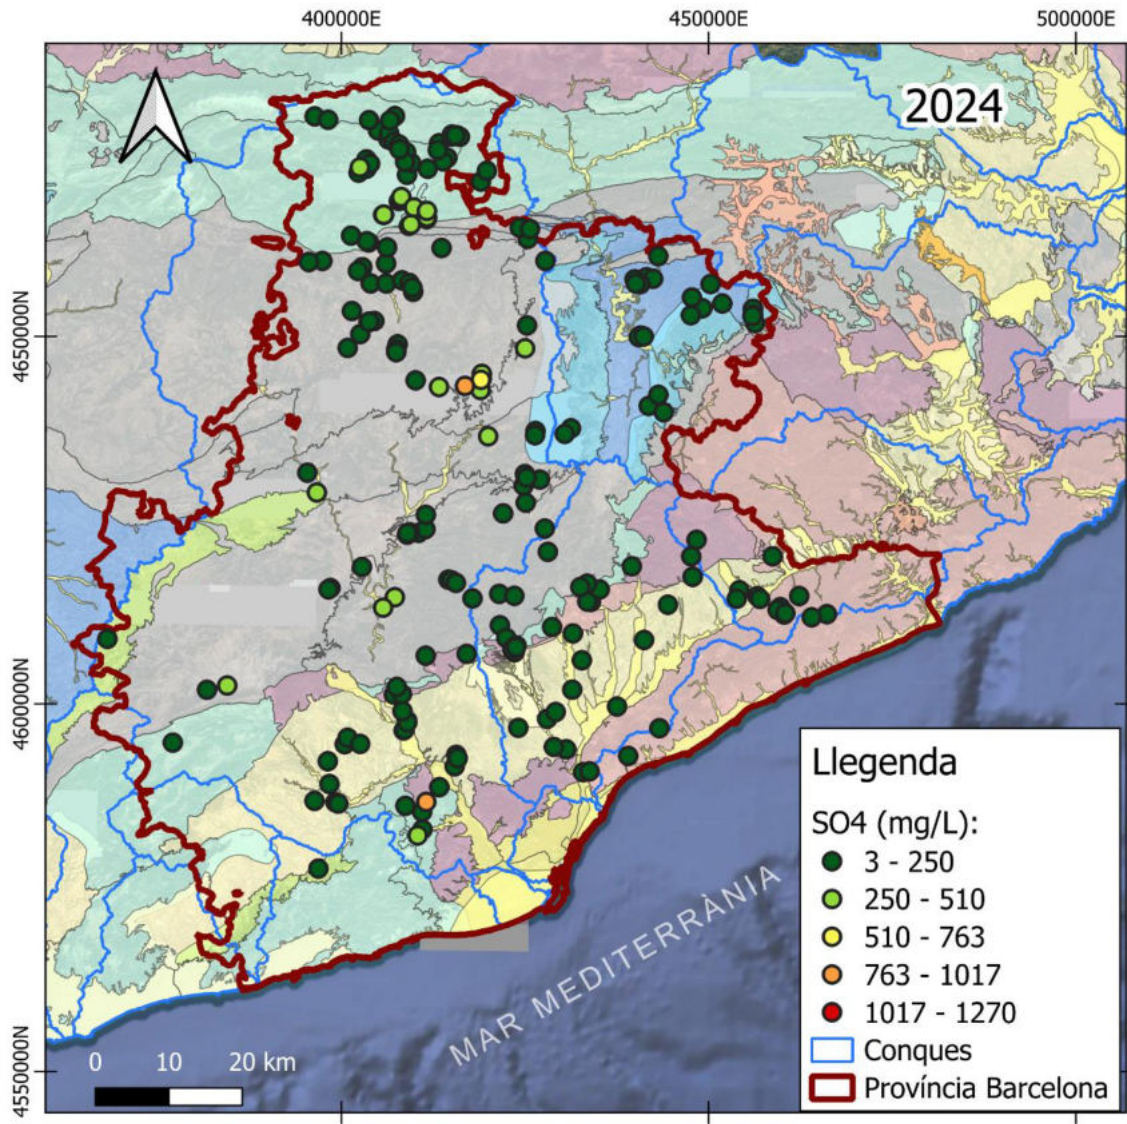 400000E 450000E 500000E
2024
4650000N
4600000N
4550000N
MAR MEDITERRÀNIA
0 10 20 km
Llegenda
SO4 (mg/L):
3 - 250
250 - 510
510 - 763
763 - 1017
1017 - 1270
Conques
Província Barcelona